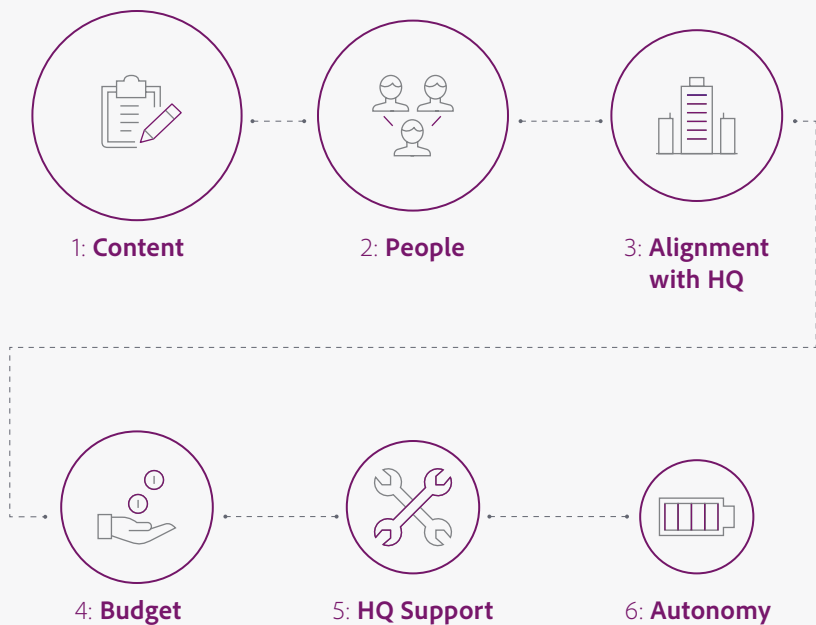 1: Content
2: People
3: Alignment
with HQ
4: Budget
5: HQ Support
6: Autonomy